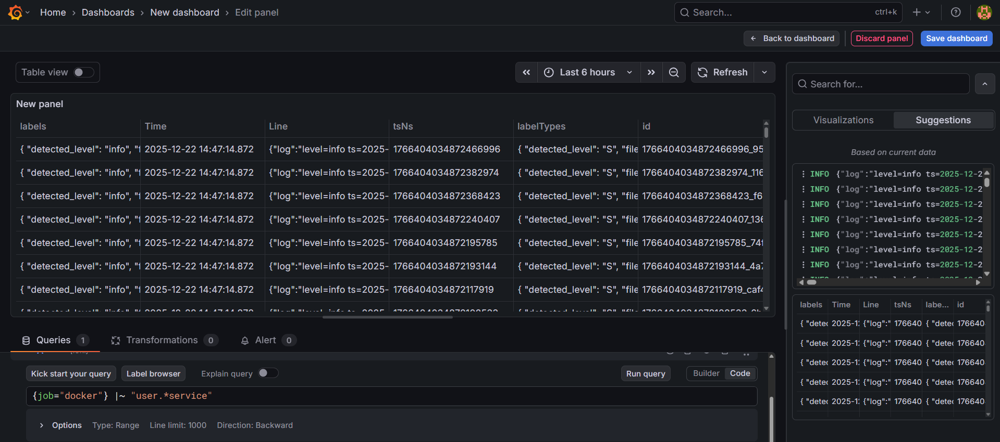 Home › Dashboards › New dashboard › Edit panel
Search... ctrl+k
Back to dashboard Discard panel Save dashboard
Table view
Last 6 hours Refresh
Search for...
New panel
Visualizations Suggestions
Based on current data
labels Time Line tsNs labelTypes id
{ "detected_level": "info", "f 2025-12-22 14:47:14.872 {"log":"level=info ts=2025- 1766404034872466996 { "detected_level": "S", "file 1766404034872466996_95
{ "detected_level": "info", "f 2025-12-22 14:47:14.872 {"log":"level=info ts=2025- 1766404034872382974 { "detected_level": "S", "file 1766404034872382974_116
{ "detected_level": "info", "f 2025-12-22 14:47:14.872 {"log":"level=info ts=2025- 1766404034872368423 { "detected_level": "S", "file 1766404034872368423_f6
{ "detected_level": "info", "f 2025-12-22 14:47:14.872 {"log":"level=info ts=2025- 1766404034872240407 { "detected_level": "S", "file 1766404034872240407_136
{ "detected_level": "info", "f 2025-12-22 14:47:14.872 {"log":"level=info ts=2025- 1766404034872195785 { "detected_level": "S", "file 1766404034872195785_74f
{ "detected_level": "info", "f 2025-12-22 14:47:14.872 {"log":"level=info ts=2025- 1766404034872193144 { "detected_level": "S", "file 1766404034872193144_4a7
{ "detected_level": "info", "f 2025-12-22 14:47:14.872 {"log":"level=info ts=2025- 1766404034872117919 { "detected_level": "S", "file 1766404034872117919_caf4
INFO {"log":"level=info ts=2025-12-2
INFO {"log":"level=info ts=2025-12-2
INFO {"log":"level=info ts=2025-12-2
INFO {"log":"level=info ts=2025-12-2
INFO {"log":"level=info ts=2025-12-2
INFO {"log":"level=info ts=2025-12-2
INFO {"log":"level=info ts=2025-12-2
labels Time Line tsNs labe... id
{ "detec 2025-12 {"log":" 176640 { "detec 176640
{ "detec 2025-12 {"log":" 176640 { "detec 176640
{ "detec 2025-12 {"log":" 176640 { "detec 176640
{ "detec 2025-12 {"log":" 176640 { "detec 176640
{ "detec 2025-12 {"log":" 176640 { "detec 176640
Queries 1 Transformations 0 Alert 0
Kick start your query Label browser Explain query Run query Builder Code
{job="docker"} |~ "user.*service"
Options Type: Range Line limit: 1000 Direction: Backward